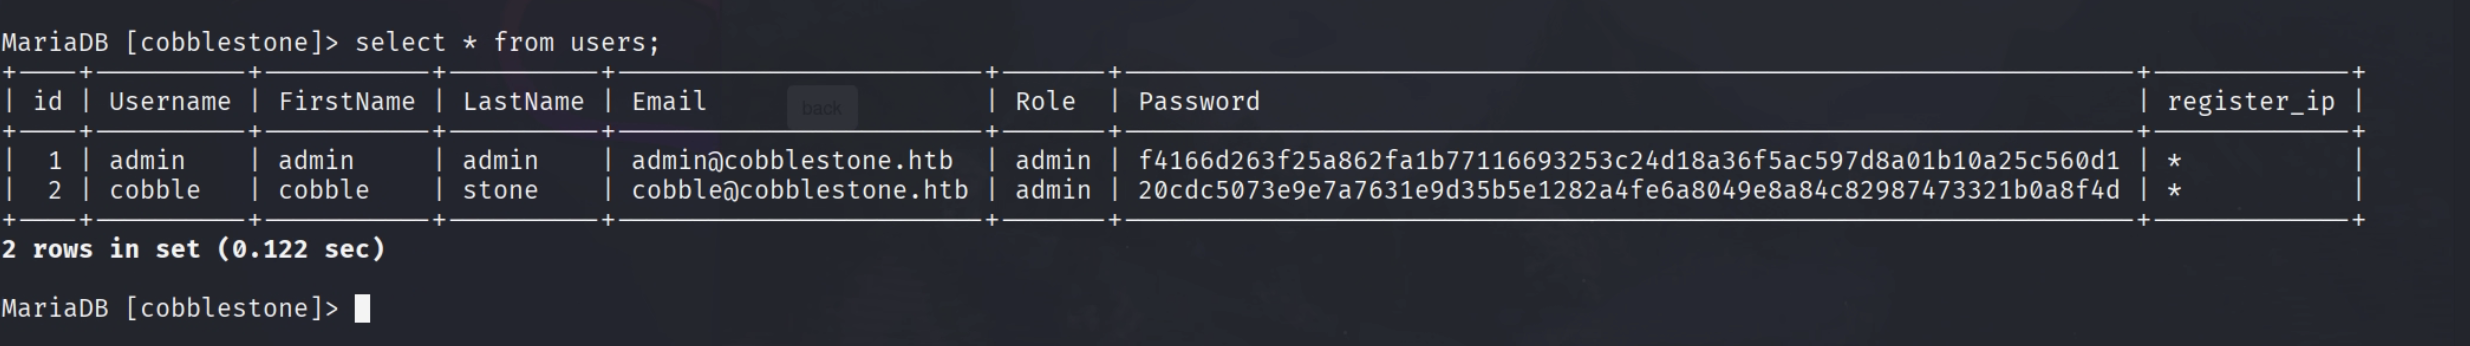 MariaDB [cobblestone]> select * from users;
| id | Username | FirstName | LastName | Email | Role | Password | register_ip |
back
| 1 | admin | admin | admin | admin@cobblestone.htb | admin | f4166d263f25a862fa1b77116693253c24d18a36f5ac597d8a01b10a25c560d1 | * |
| 2 | cobble | cobble | stone | cobble@cobblestone.htb | admin | 20cdc5073e9e7a7631e9d35b5e1282a4fe6a8049e8a84c82987473321b0a8f4d | * |
2 rows in set (0.122 sec)
MariaDB [cobblestone]>